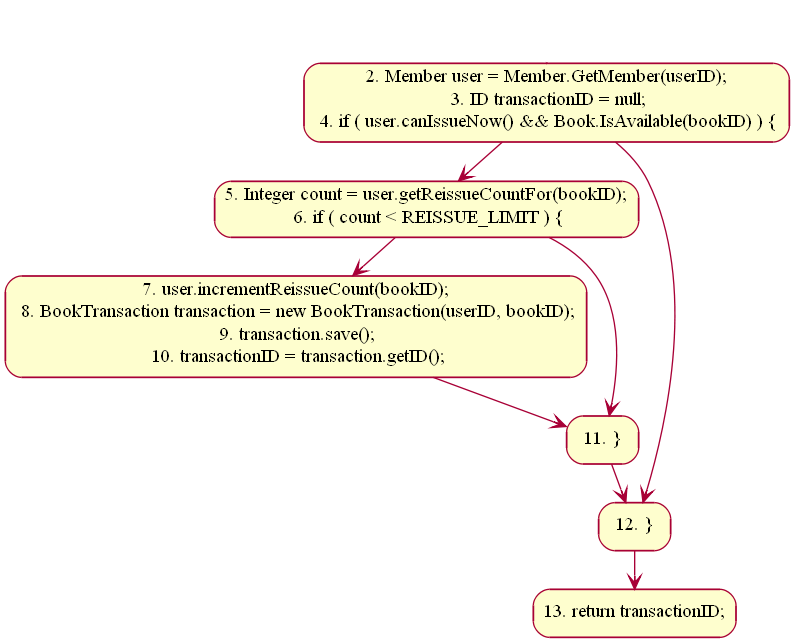 2. Member user = Member.GetMember(userID);
3. ID transactionID = null;
4. if ( user.canIssueNow() && Book.IsAvailable(bookID) ) {
5. Integer count = user.getReissueCountFor(bookID);
6. if ( count < REISSUE_LIMIT ) {
7. user.incrementReissueCount(bookID);
8. BookTransaction transaction = new BookTransaction(userID, bookID);
9. transaction.save();
10. transactionID = transaction.getID();
11. }
12. }
13. return transactionID;